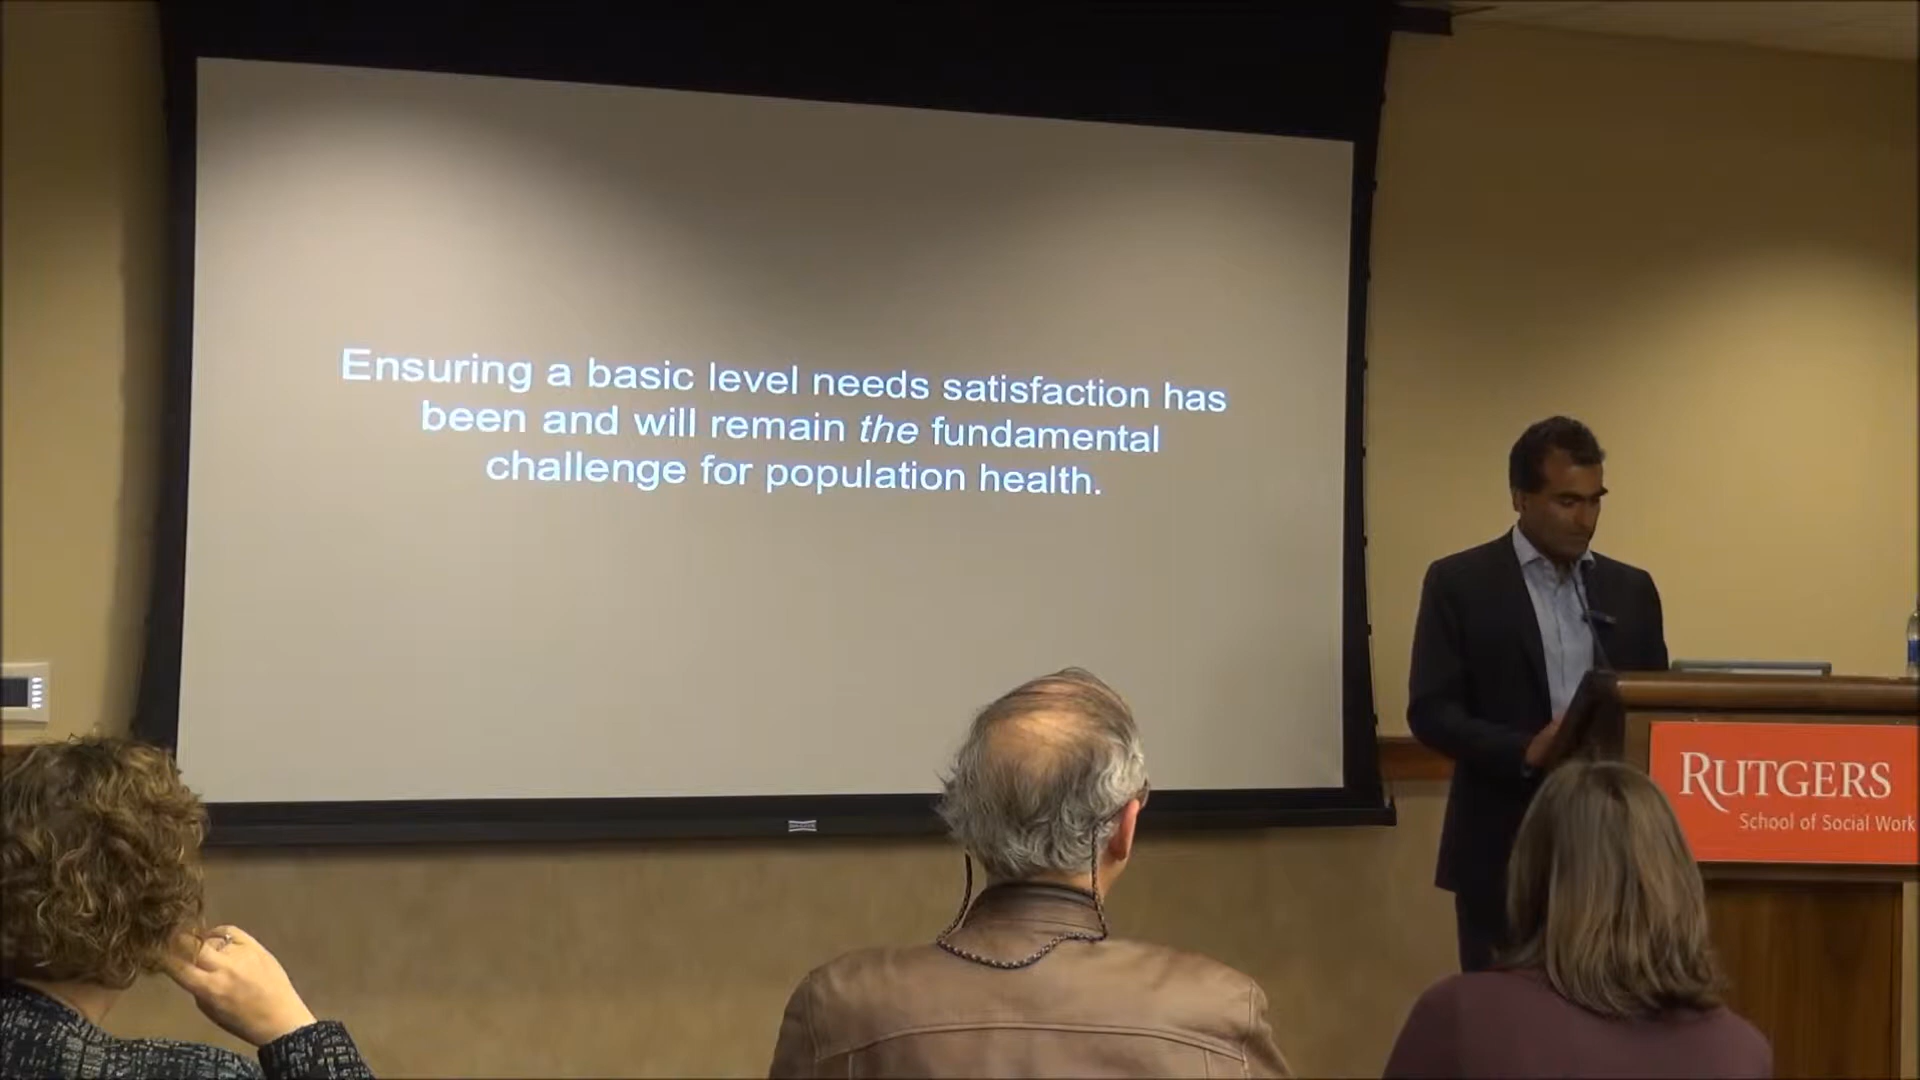 Ensuring a basic level needs satisfaction has
been and will remain the fundamental
challenge for population health.
RUTGERS
School of Social Work